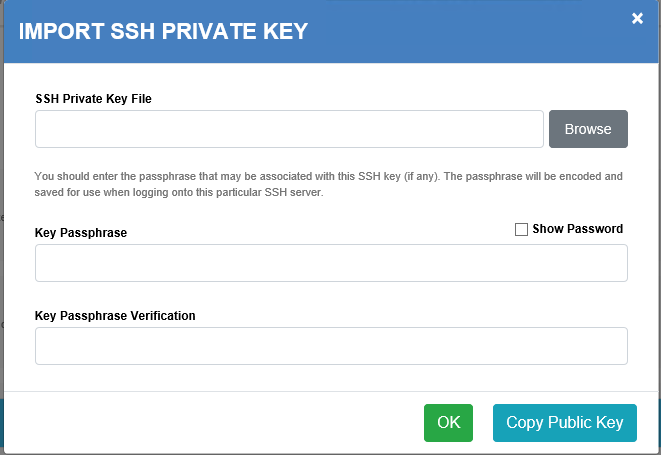 IMPORT SSH PRIVATE KEY
×
SSH Private Key File
Browse
You should enter the passphrase that may be associated with this SSH key (if any). The passphrase will be encoded and
saved for use when logging onto this particular SSH server.
Key Passphrase
Show Password
Key Passphrase Verification
OK
Copy Public Key